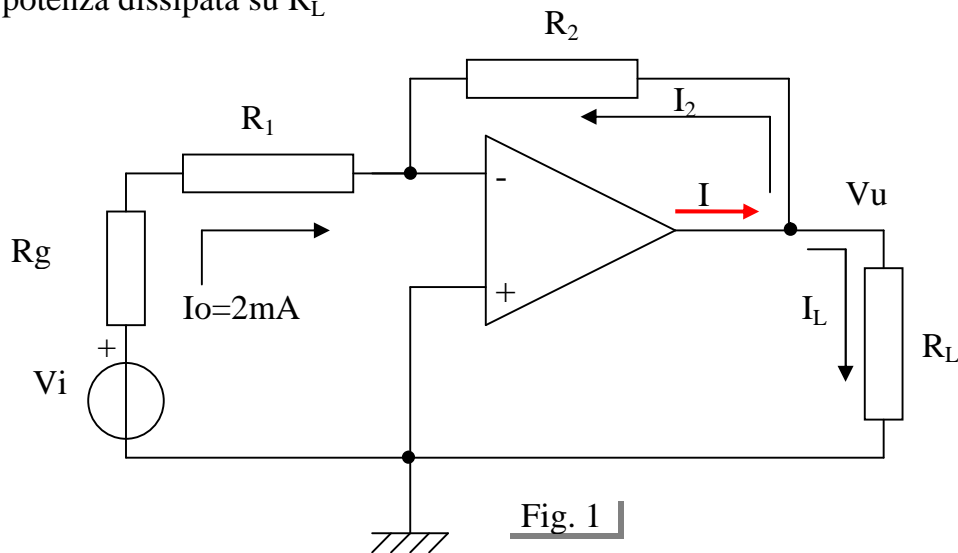 potenza dissipata su R_L
R_2
I_2
R_1
-
I
Vu
Rg
+
Io=2mA
I_L
+
R_L
Vi
Fig. 1